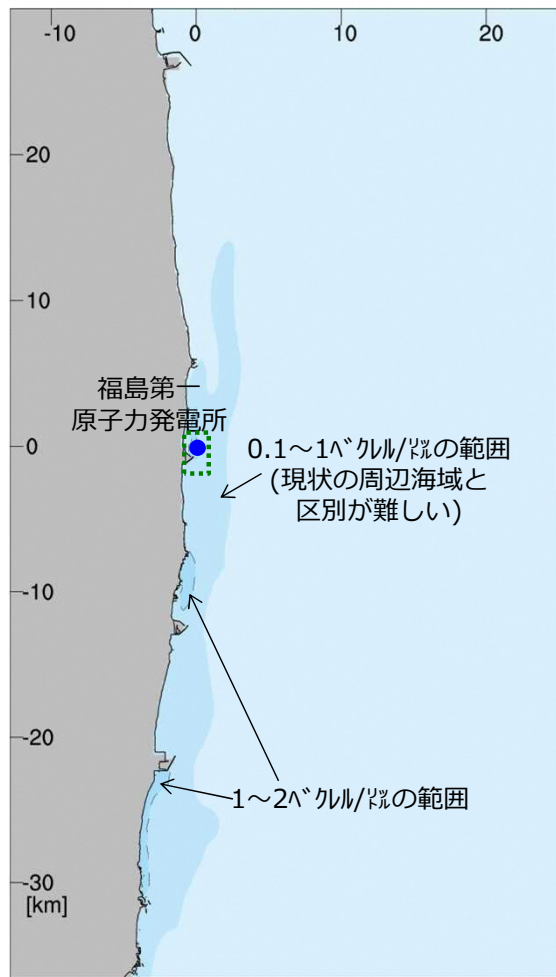 -10 0 10 20
20
10
福島第一
原子力発電所
0
0.1～1ﾍﾞｸﾚﾙ/㍑の範囲
(現状の周辺海域と
区別が難しい)
-10
-20
1～2ﾍﾞｸﾚﾙ/㍑の範囲
-30
[km]